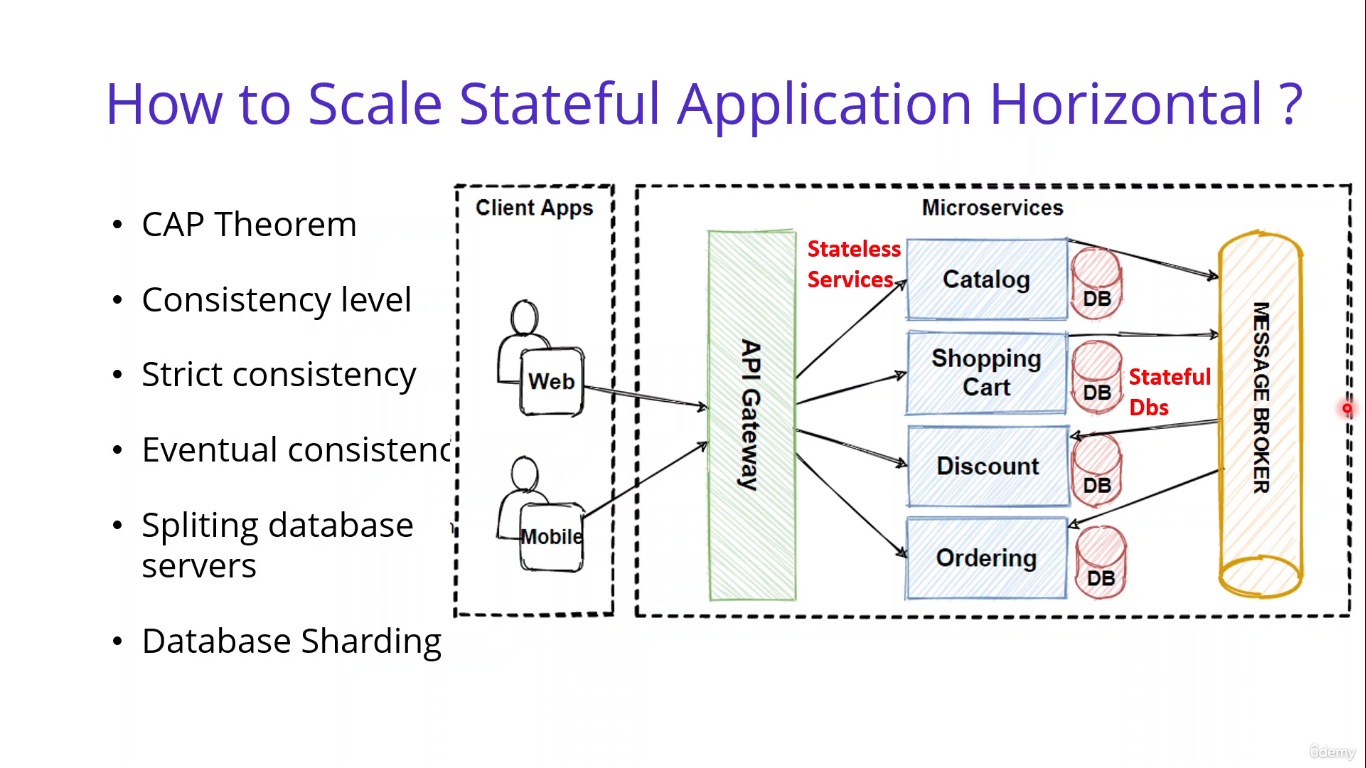 How to Scale Stateful Application Horizontal ?
• CAP Theorem
• Consistency level
• Strict consistency
• Eventual consistenc
• Spliting database
servers
• Database Sharding
Client Apps
Web
Mobile
Microservices
API Gateway
Stateless
Services
Catalog
DB
Shopping
Cart
DB
Stateful
Dbs
Discount
DB
Ordering
DB
MESSAGE BROKER
ûdemy